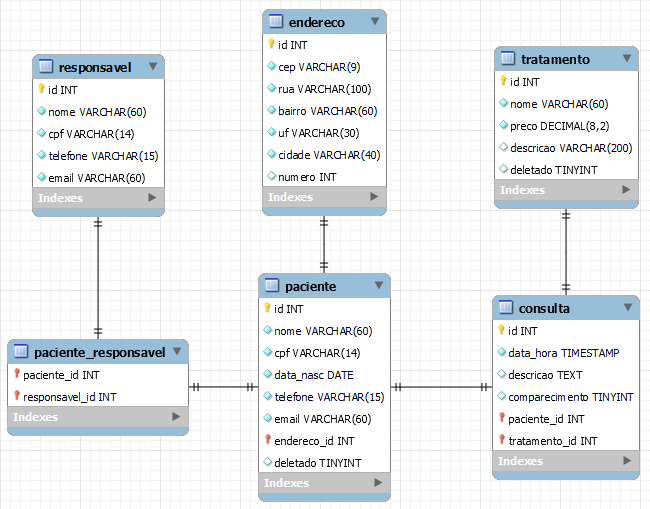 responsavel
id INT
nome VARCHAR(60)
cpf VARCHAR(14)
telefone VARCHAR(15)
email VARCHAR(60)
Indexes
endereco
id INT
cep VARCHAR(9)
rua VARCHAR(100)
bairro VARCHAR(60)
uf VARCHAR(30)
cidade VARCHAR(40)
numero INT
Indexes
tratamento
id INT
nome VARCHAR(60)
preco DECIMAL(8,2)
descricao VARCHAR(200)
deletado TINYINT
Indexes
paciente_responsavel
paciente_id INT
responsavel_id INT
Indexes
paciente
id INT
nome VARCHAR(60)
cpf VARCHAR(14)
data_nasc DATE
telefone VARCHAR(15)
email VARCHAR(60)
endereco_id INT
deletado TINYINT
Indexes
consulta
id INT
data_hora TIMESTAMP
descricao TEXT
comparecimento TINYINT
paciente_id INT
tratamento_id INT
Indexes